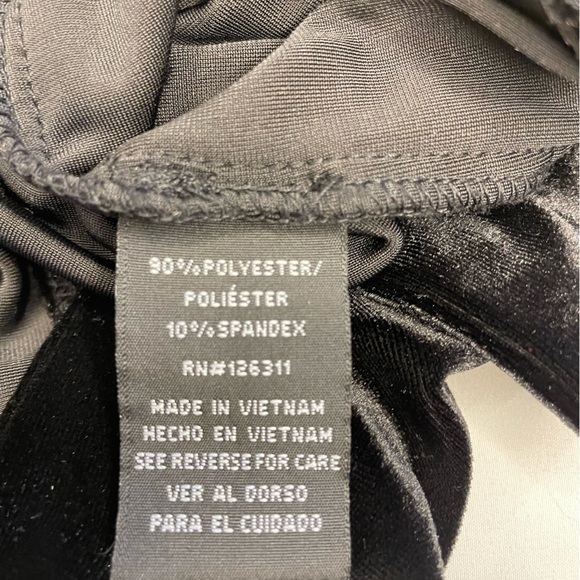 90%POLYESTER/
POLIÉSTER
10%SPANDEX
RN#126311
MADE IN VIETNAM
HECHO EN VIETNAM
SEE REVERSE FOR CARE
VER AL DORSO
PARA EL CUIDADO